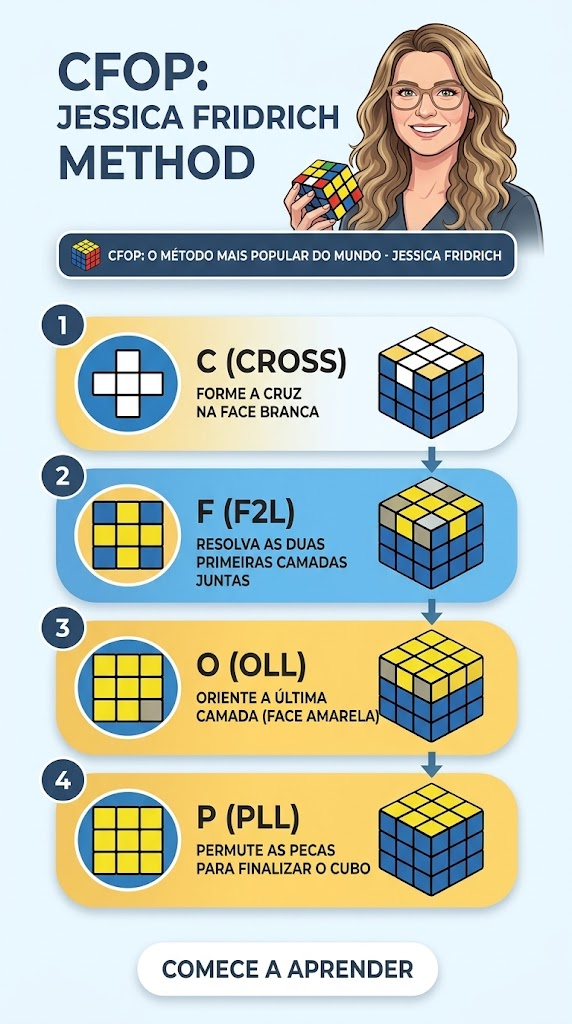 CFOP:
JESSICA FRIDRICH
METHOD
CFOP: O MÉTODO MAIS POPULAR DO MUNDO - JESSICA FRIDRICH
1
C (CROSS)
FORME A CRUZ
NA FACE BRANCA
2
F (F2L)
RESOLVA AS DUAS
PRIMEIRAS CAMADAS
JUNTAS
3
O (OLL)
ORIENTE A ÚLTIMA
CAMADA (FACE AMARELA)
4
P (PLL)
PERMUTE AS PECAS
PARA FINALIZAR O CUBO
COMECE A APRENDER